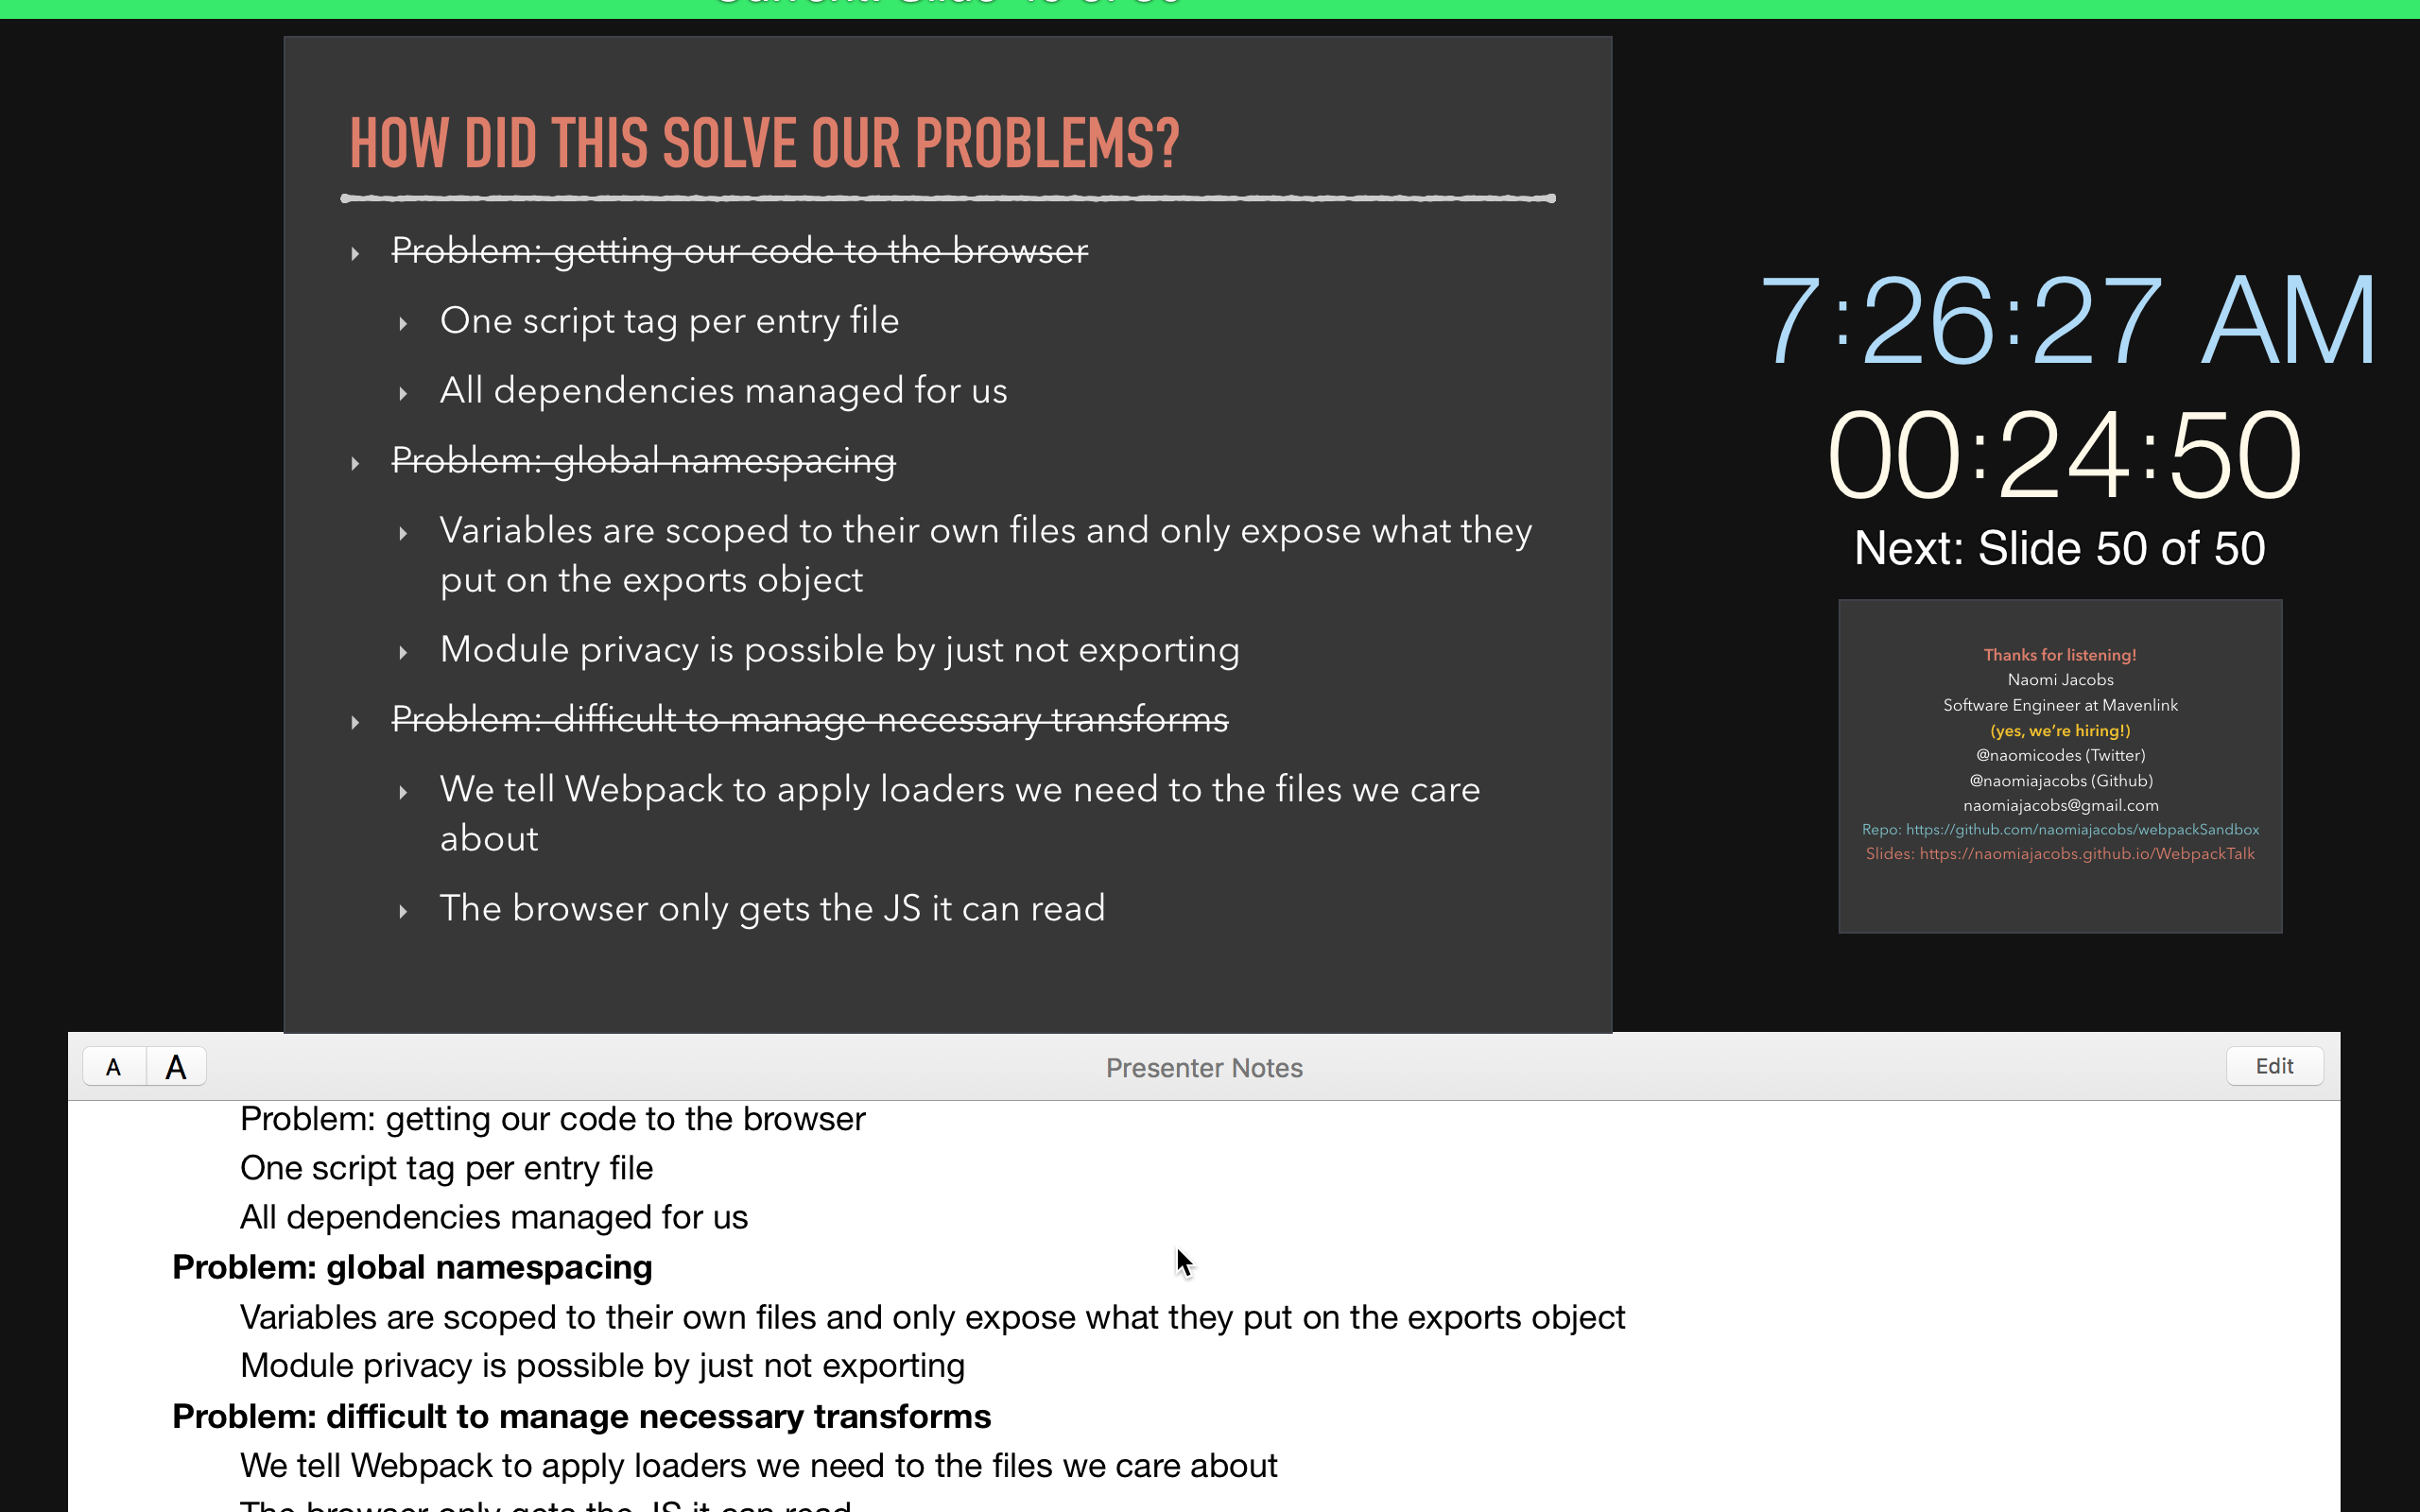 HOW DID THIS SOLVE OUR PROBLEMS?
Problem: getting our code to the browser
One script tag per entry file
All dependencies managed for us
Problem: global namespacing
Variables are scoped to their own files and only expose what they
put on the exports object
Module privacy is possible by just not exporting
Problem: difficult to manage necessary transforms
We tell Webpack to apply loaders we need to the files we care
about
The browser only gets the JS it can read
7:26:27 AM
00:24:50
Next: Slide 50 of 50
Thanks for listening!
Naomi Jacobs
Software Engineer at Mavenlink
(yes, we're hiring!)
@naomicodes (Twitter)
@naomiajacobs (Github)
naomiajacobs@gmail.com
Repo: https://github.com/naomiajacobs/webpackSandbox
Slides: https://naomiajacobs.github.io/WebpackTalk
A A
Presenter Notes
Edit
Problem: getting our code to the browser
One script tag per entry file
All dependencies managed for us
Problem: global namespacing
Variables are scoped to their own files and only expose what they put on the exports object
Module privacy is possible by just not exporting
Problem: difficult to manage necessary transforms
We tell Webpack to apply loaders we need to the files we care about
The browser only gets the JS it can read